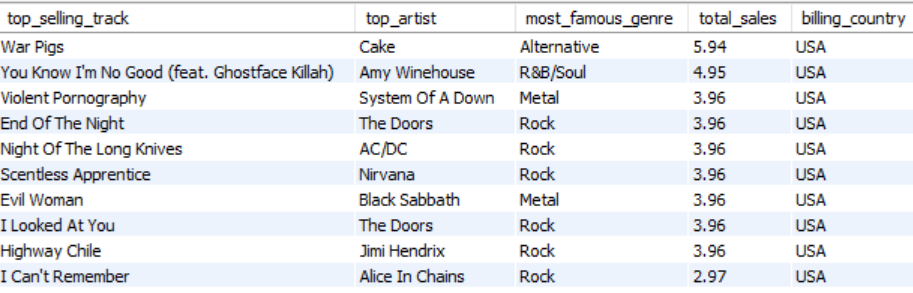 top_selling_track top_artist most_famous_genre total_sales billing_country
War Pigs Cake Alternative 5.94 USA
You Know I'm No Good (feat. Ghostface Killah) Amy Winehouse R&B/Soul 4.95 USA
Violent Pornography System Of A Down Metal 3.96 USA
End Of The Night The Doors Rock 3.96 USA
Night Of The Long Knives AC/DC Rock 3.96 USA
Scentless Apprentice Nirvana Rock 3.96 USA
Evil Woman Black Sabbath Metal 3.96 USA
I Looked At You The Doors Rock 3.96 USA
Highway Chile Jimi Hendrix Rock 3.96 USA
I Can't Remember Alice In Chains Rock 2.97 USA